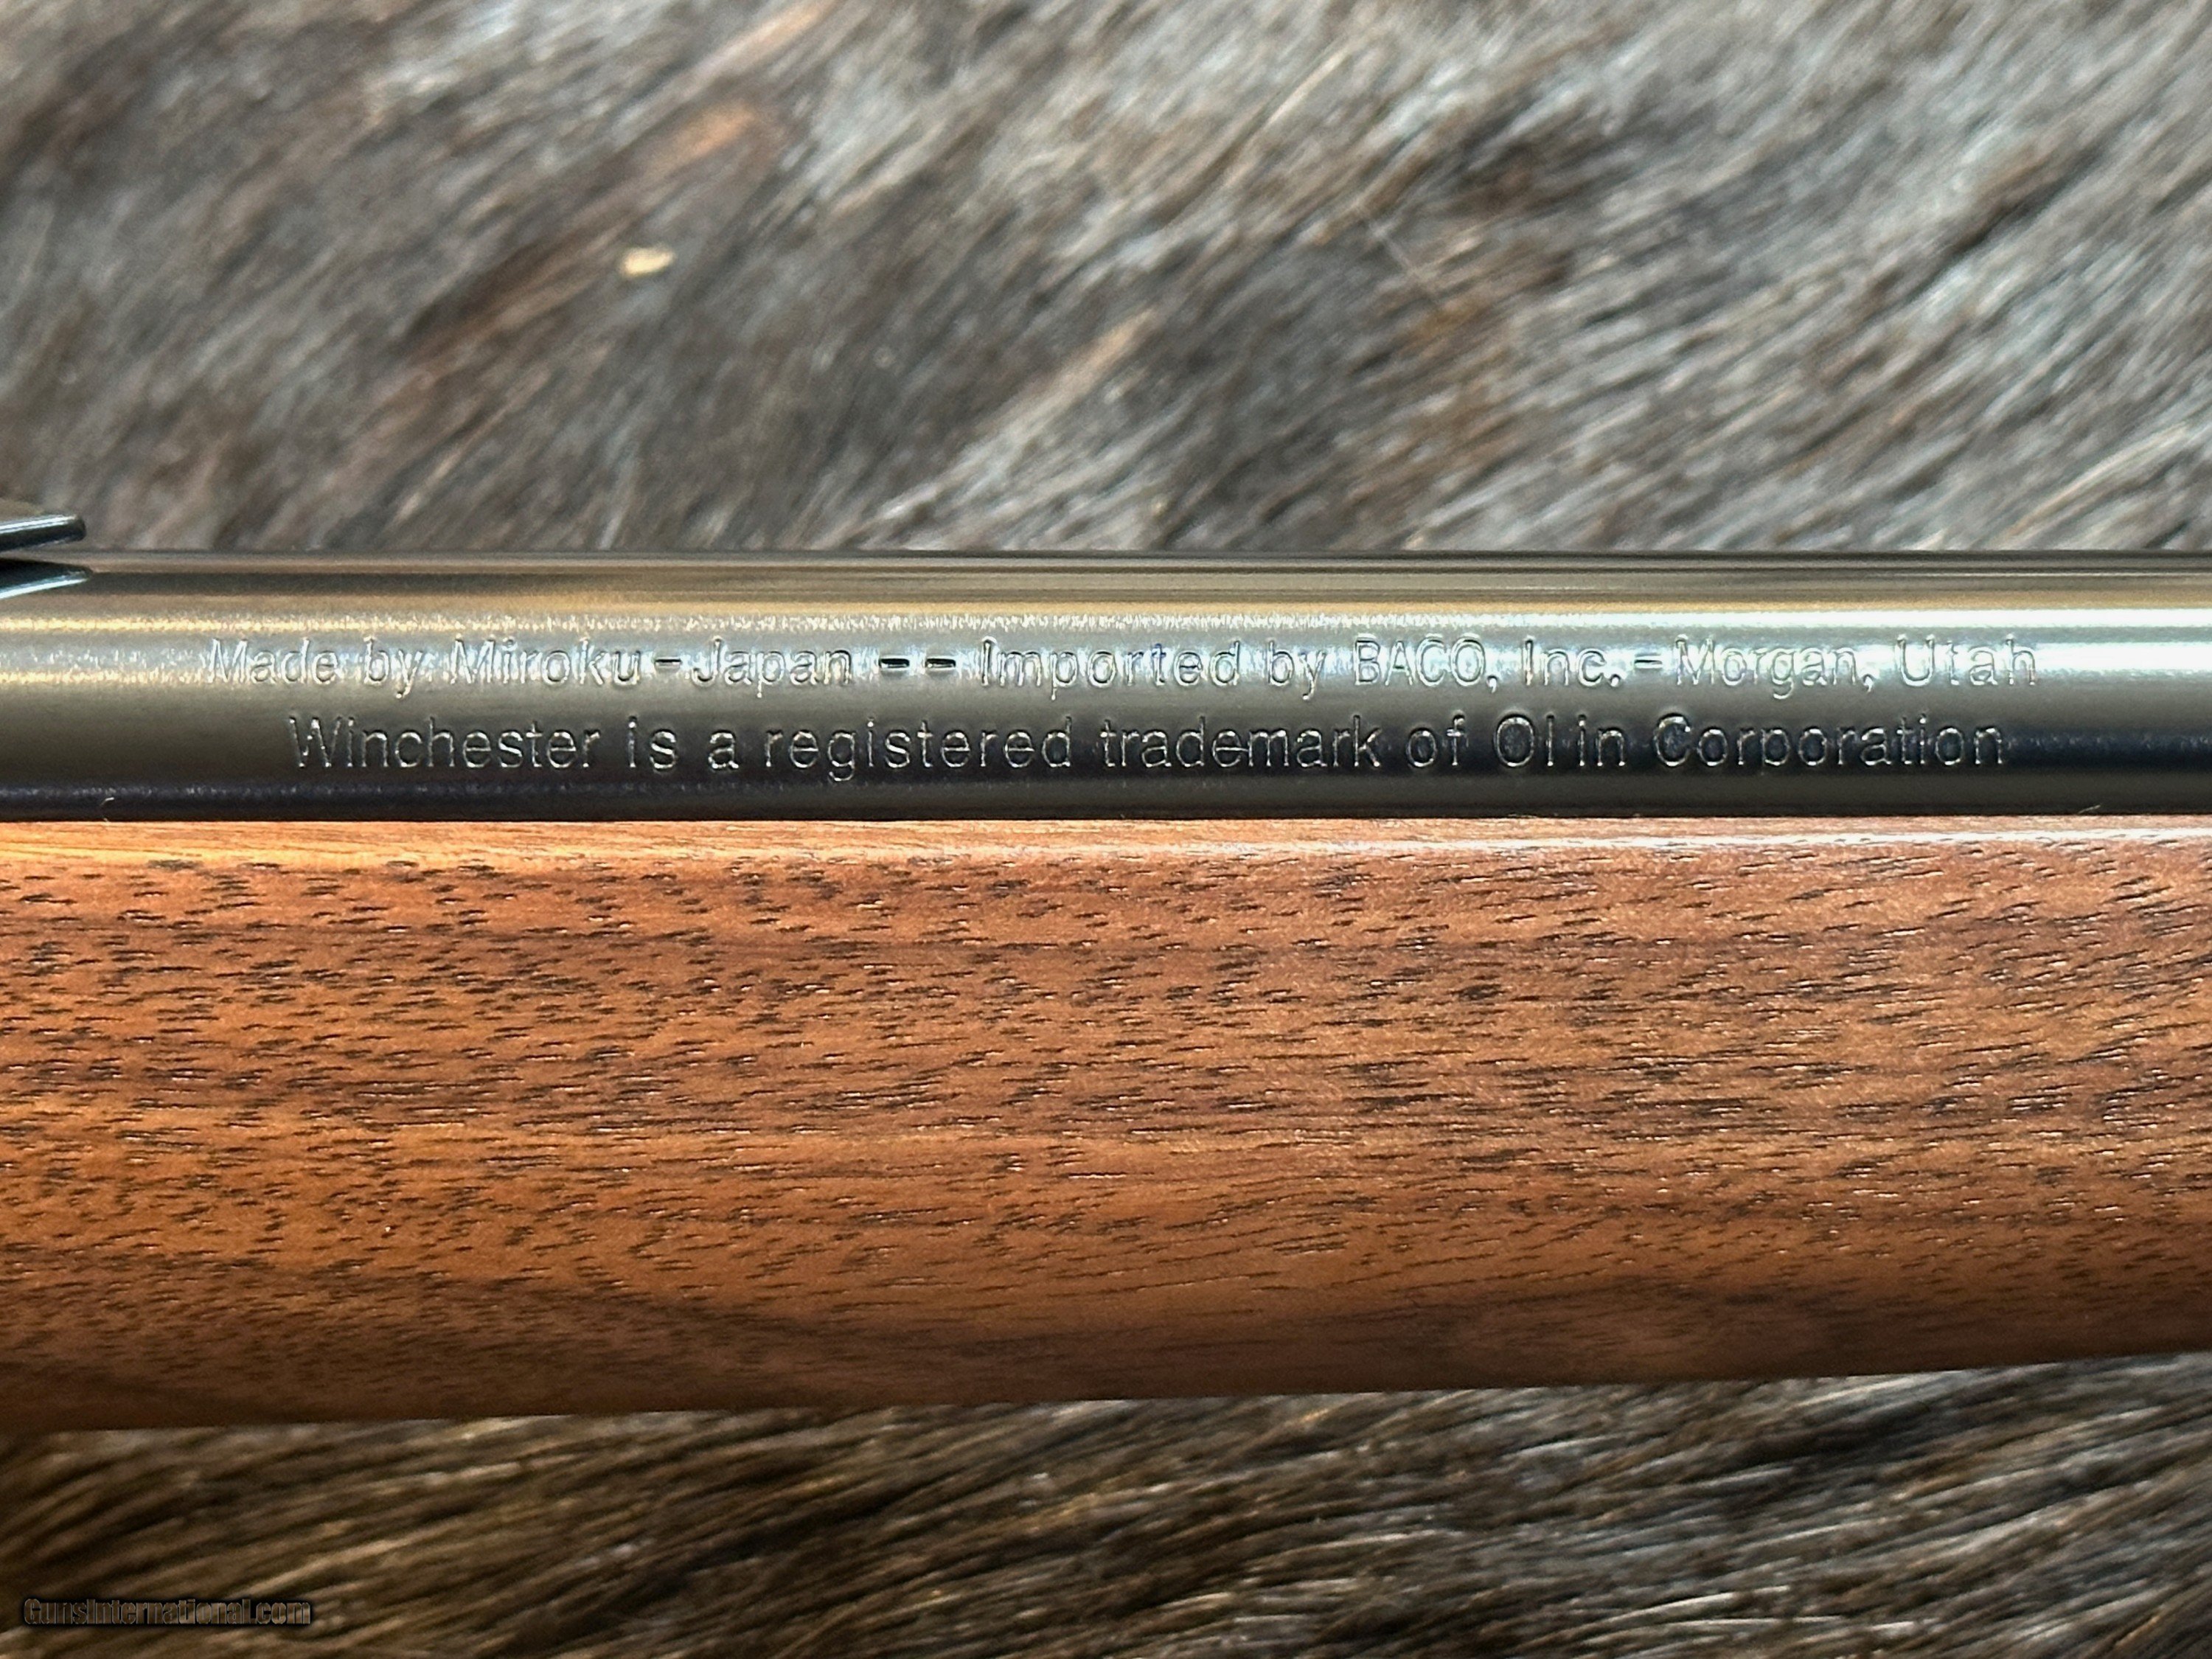 Made by Miroku-Japan -- Imported by BACO, Inc.-Morgan, Utah
Winchester is a registered trademark of Olin Corporation
GunsInternational.com